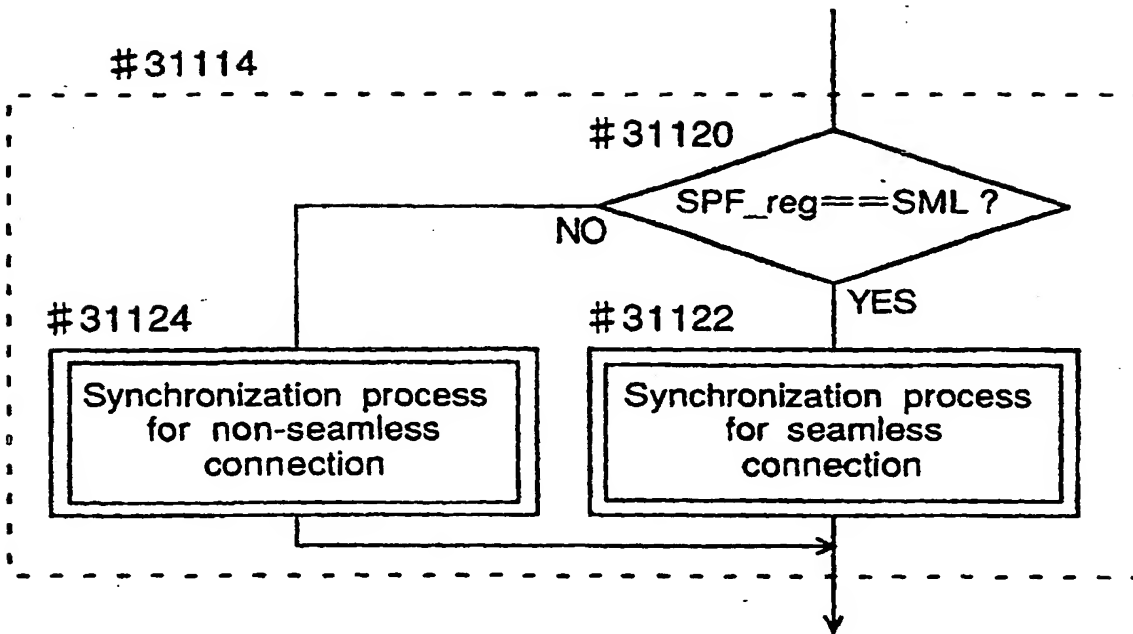 #31114
#31120
SPF_reg==SML ?
NO
YES
#31124
#31122
Synchronization process
for non-seamless
connection
Synchronization process
for seamless
connection